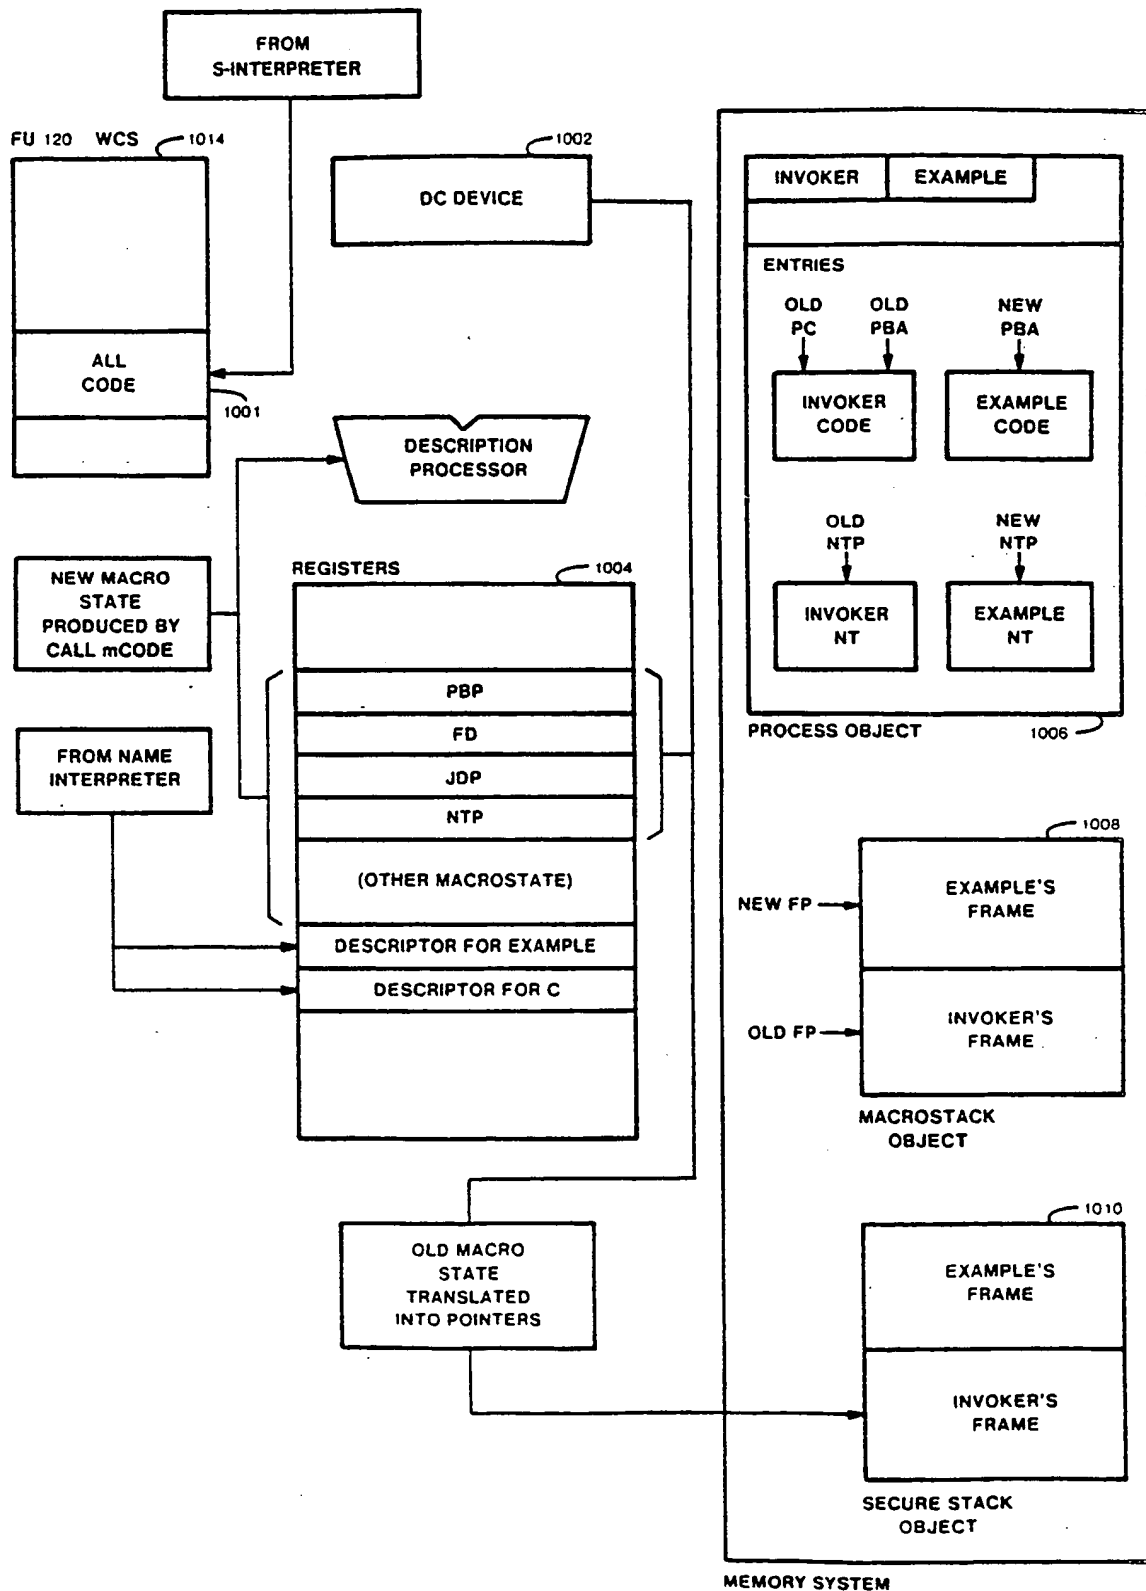 FROM
S-INTERPRETER
FU 120 WCS
1014
ALL
CODE
1001
1002
DC DEVICE
DESCRIPTION
PROCESSOR
NEW MACRO
STATE
PRODUCED BY
CALL mCODE
FROM NAME
INTERPRETER
REGISTERS
1004
PBP
FD
JDP
NTP
(OTHER MACROSTATE)
DESCRIPTOR FOR EXAMPLE
DESCRIPTOR FOR C
OLD MACRO
STATE
TRANSLATED
INTO POINTERS
INVOKER
EXAMPLE
ENTRIES
OLD
PC
OLD
PBA
NEW
PBA
INVOKER
CODE
EXAMPLE
CODE
OLD
NTP
NEW
NTP
INVOKER
NT
EXAMPLE
NT
PROCESS OBJECT
1006
1008
NEW FP
EXAMPLE'S
FRAME
OLD FP
INVOKER'S
FRAME
MACROSTACK
OBJECT
1010
EXAMPLE'S
FRAME
INVOKER'S
FRAME
SECURE STACK
OBJECT
MEMORY SYSTEM